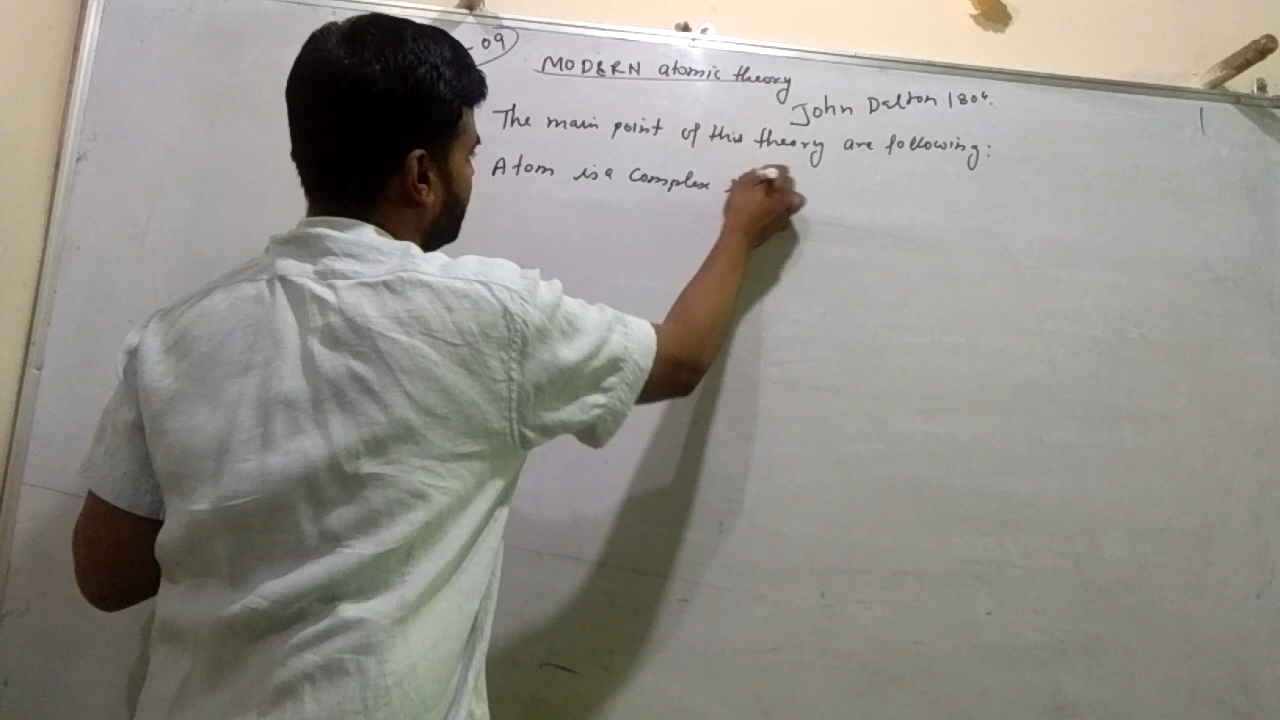 - 09
MODERN atomic theory
John Dalton 1804.
The main point of this theory are following:
Atom is a complex